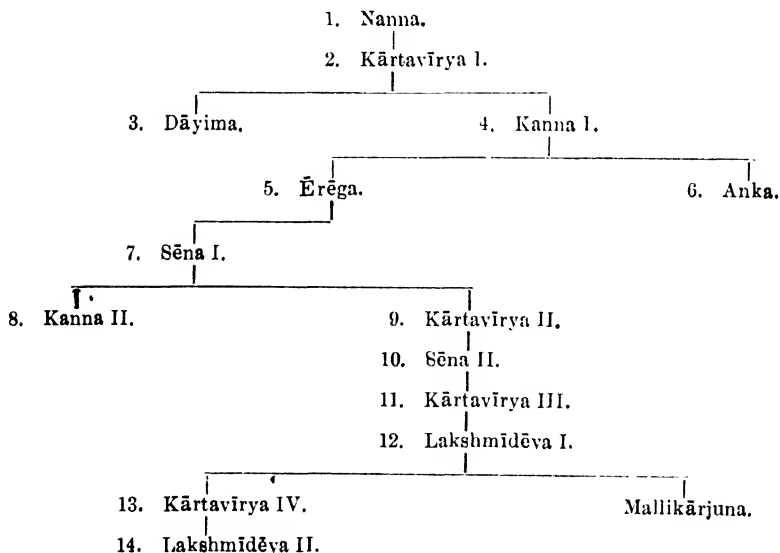 1. Nanna.
2. Kārtavīrya I.
3. Dāyima. 4. Kanna I.
5. Ērēga. 6. Anka.
7. Sēna I.
8. Kanna II. 9. Kārtavīrya II.
10. Sēna II.
11. Kārtavīrya III.
12. Lakshmīdēva I.
13. Kārtavīrya IV. Mallikārjuna.
14. Lakshmīdēva II.